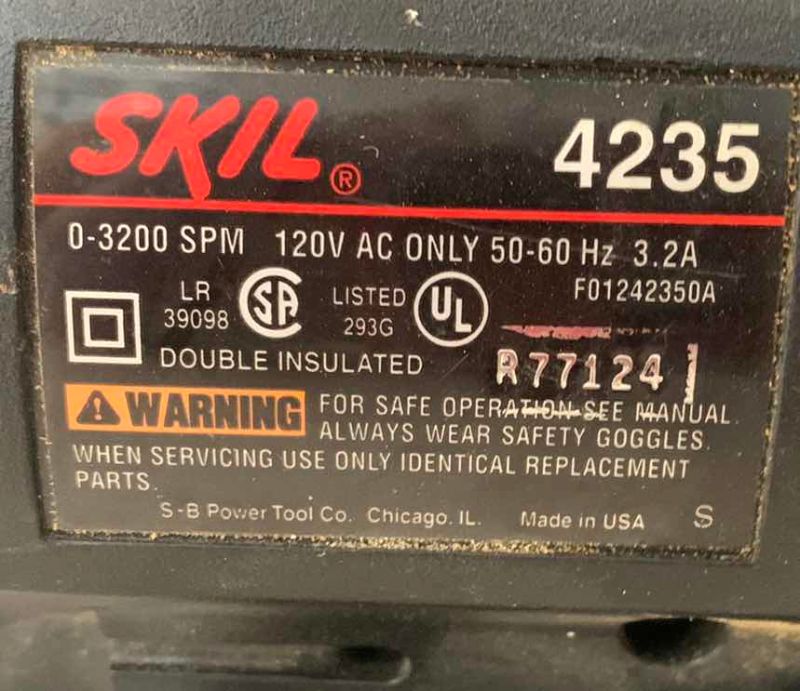 SKIL®
4235
0-3200 SPM 120V AC ONLY 50-60 Hz 3.2A
F01242350A
LR
39098
SA
LISTED
293G
UL
DOUBLE INSULATED
R77124
WARNING
FOR SAFE OPERATION SEE MANUAL.
ALWAYS WEAR SAFETY GOGGLES.
WHEN SERVICING USE ONLY IDENTICAL REPLACEMENT
PARTS.
S-B Power Tool Co. Chicago. IL. Made in USA S